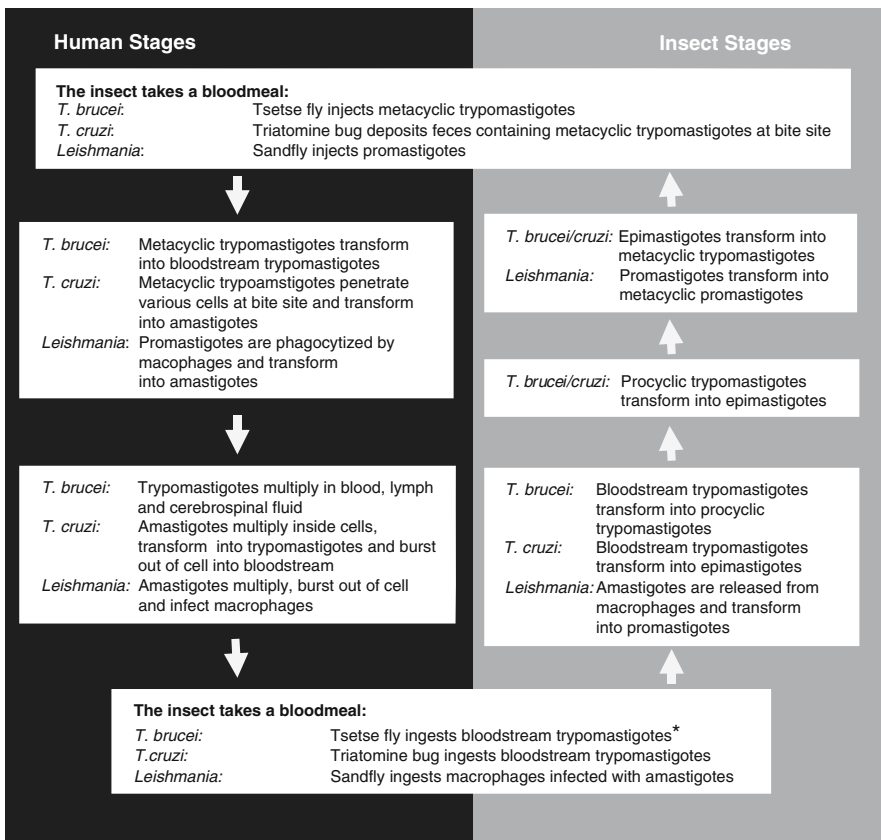 Human Stages
Insect Stages
The insect takes a bloodmeal:
T. brucei: Tsetse fly injects metacyclic trypomastigotes
T. cruzi: Triatomine bug deposits feces containing metacyclic trypomastigotes at bite site
Leishmania: Sandfly injects promastigotes
T. brucei: Metacyclic trypomastigotes transform
into bloodstream trypomastigotes
T. cruzi: Metacyclic trypoamstigotes penetrate
various cells at bite site and transform
into amastigotes
Leishmania: Promastigotes are phagocytized by
macophages and transform
into amastigotes
T. brucei: Trypomastigotes multiply in blood, lymph
and cerebrospinal fluid
T. cruzi: Amastigotes multiply inside cells,
transform into trypomastigotes and burst
out of cell into bloodstream
Leishmania: Amastigotes multiply, burst out of cell
and infect macrophages
T. brucei/cruzi: Epimastigotes transform into
metacyclic trypomastigotes
Leishmania: Promastigotes transform into
metacyclic promastigotes
T. brucei/cruzi: Procyclic trypomastigotes
transform into epimastigotes
T. brucei: Bloodstream trypomastigotes
transform into procyclic
trypomastigotes
T. cruzi: Bloodstream trypomastigotes
transform into epimastigotes
Leishmania: Amastigotes are released from
macrophages and transform
into promastigotes
The insect takes a bloodmeal:
T. brucei: Tsetse fly ingests bloodstream trypomastigotes*
T.cruzi: Triatomine bug ingests bloodstream trypomastigotes
Leishmania: Sandfly ingests macrophages infected with amastigotes